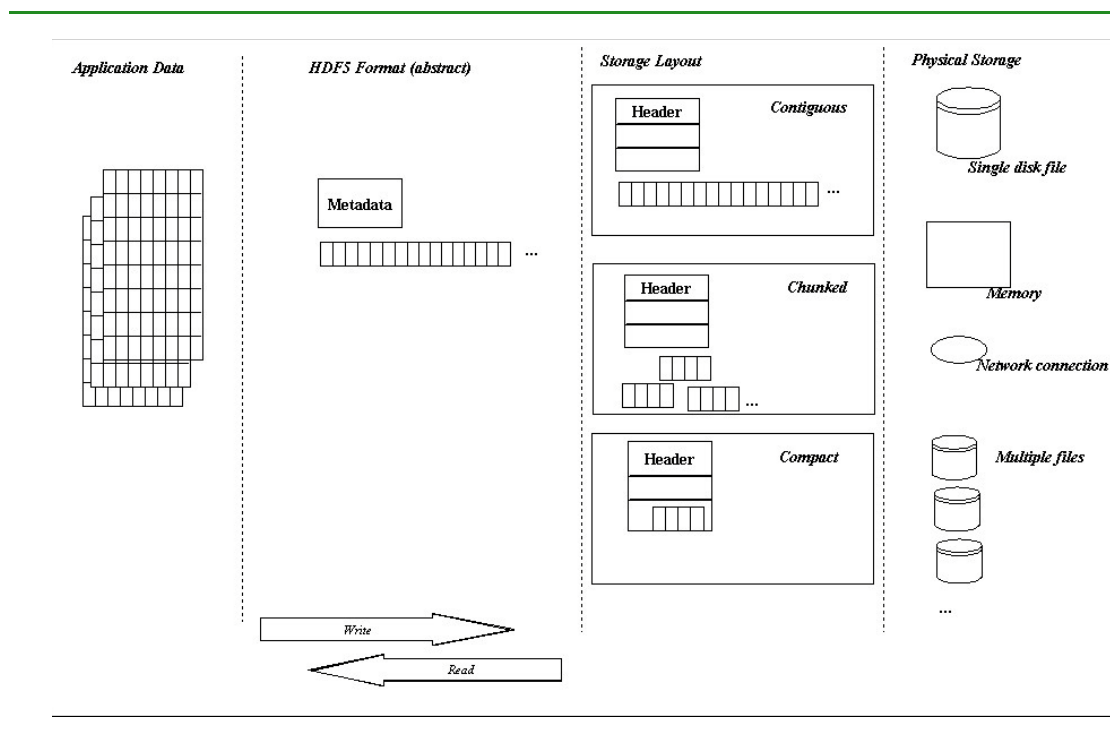 Application Data
HDF5 Format (abstract)
Storage Layout
Physical Storage
Metadata
...
Header
Contiguous
...
Header
Chunked
...
Header
Compact
Single disk file
Memory
Network connection
Multiple files
...
Write
Read